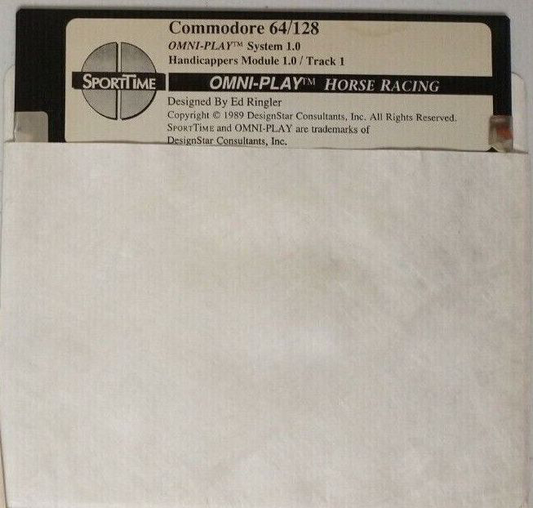 Commodore 64/128
OMNI-PLAY™ System 1.0
Handicappers Module 1.0 / Track 1
SPORTTIME
OMNI-PLAY™ HORSE RACING
Designed By Ed Ringler
Copyright © 1989 DesignStar Consultants, Inc. All Rights Reserved.
SPORTTIME and OMNI-PLAY are trademarks of
DesignStar Consultants, Inc.